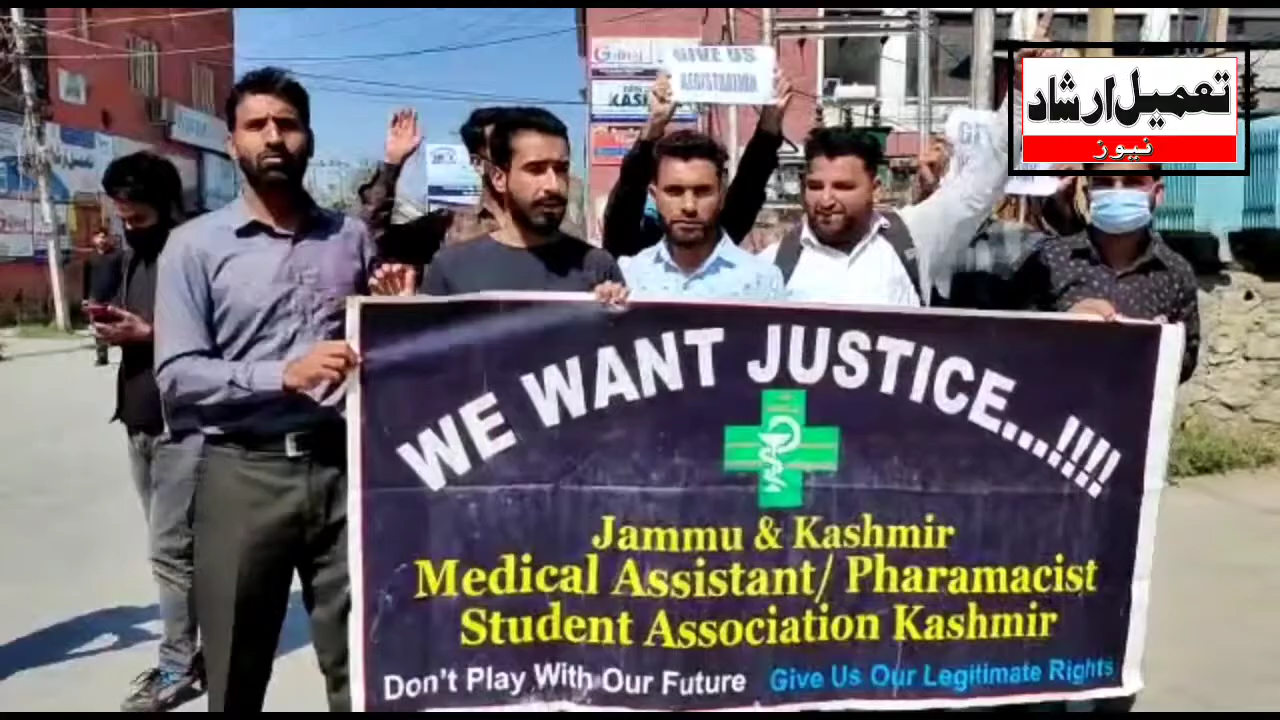 GIVE US
REGISTRATION
تعمیل ارشاد
نیوز
WE WANT JUSTICE...!!!!
Jammu & Kashmir
Medical Assistant/ Pharamacist
Student Association Kashmir
Don't Play With Our Future Give Us Our Legitimate Rights